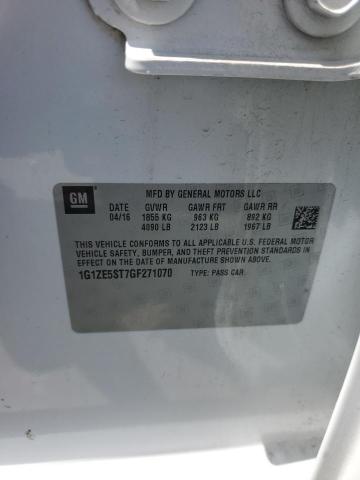 GM
MFD BY GENERAL MOTORS LLC
DATE GVWR GAWR FRT GAWR RR
04/16 1855 KG 963 KG 892 KG
4090 LB 2123 LB 1967 LB
THIS VEHICLE CONFORMS TO ALL APPLICABLE U.S. FEDERAL MOTOR
VEHICLE SAFETY, BUMPER, AND THEFT PREVENTION STANDARDS IN
EFFECT ON THE DATE OF MANUFACTURE SHOWN ABOVE.
1G1ZE5ST7GF271070 TYPE: PASS CAR